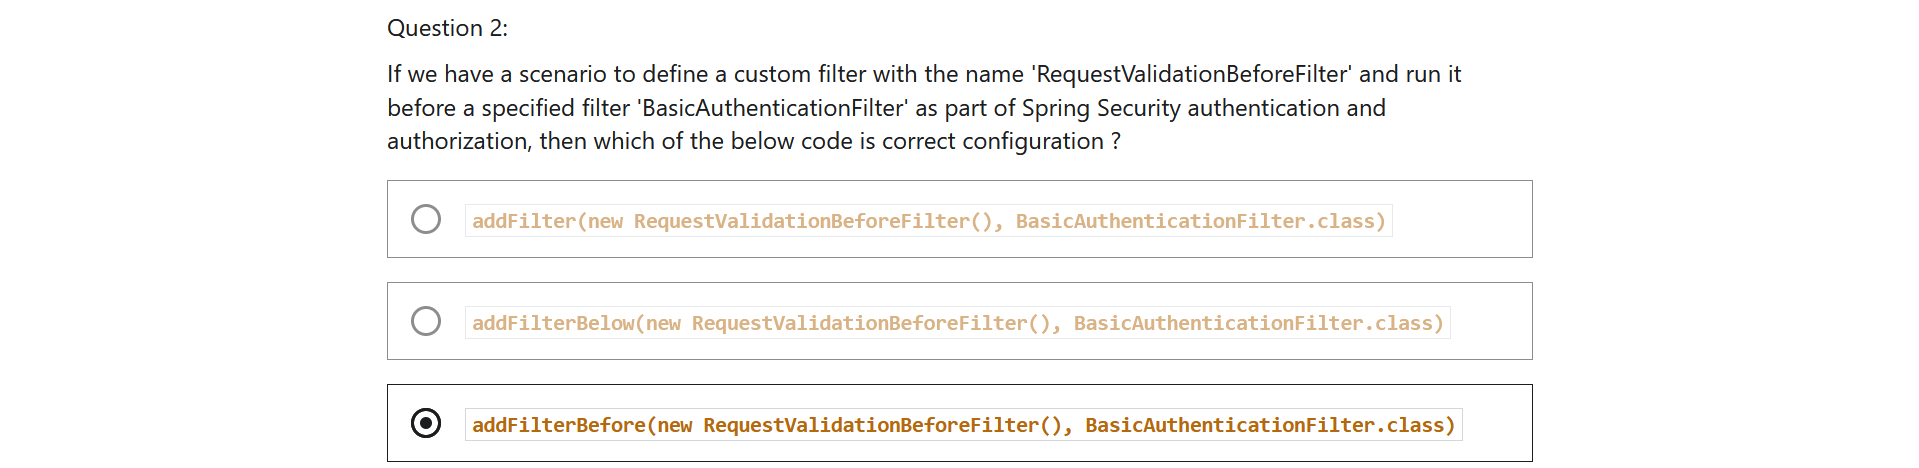 Question 2:
If we have a scenario to define a custom filter with the name 'RequestValidationBeforeFilter' and run it
before a specified filter 'BasicAuthenticationFilter' as part of Spring Security authentication and
authorization, then which of the below code is correct configuration ?
addFilter(new RequestValidationBeforeFilter(), BasicAuthenticationFilter.class)
addFilterBelow(new RequestValidationBeforeFilter(), BasicAuthenticationFilter.class)
addFilterBefore(new RequestValidationBeforeFilter(), BasicAuthenticationFilter.class)